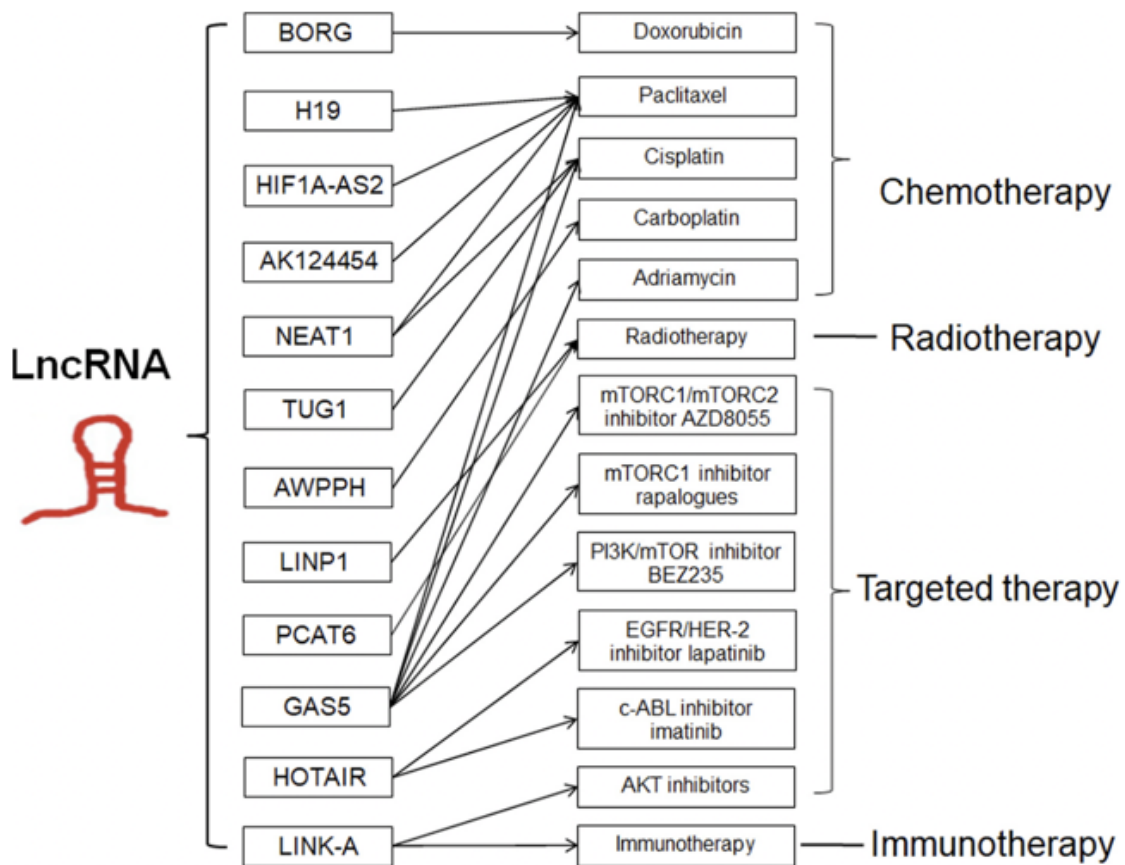 LncRNA
BORG
H19
HIF1A-AS2
AK124454
NEAT1
TUG1
AWPPH
LINP1
PCAT6
GAS5
HOTAIR
LINK-A
Doxorubicin
Paclitaxel
Cisplatin
Carboplatin
Adriamycin
Radiotherapy
mTORC1/mTORC2
inhibitor AZD8055
mTORC1 inhibitor
rapalogues
PI3K/mTOR inhibitor
BEZ235
EGFR/HER-2
inhibitor lapatinib
c-ABL inhibitor
imatinib
AKT inhibitors
Immunotherapy
Chemotherapy
Radiotherapy
Targeted therapy
Immunotherapy